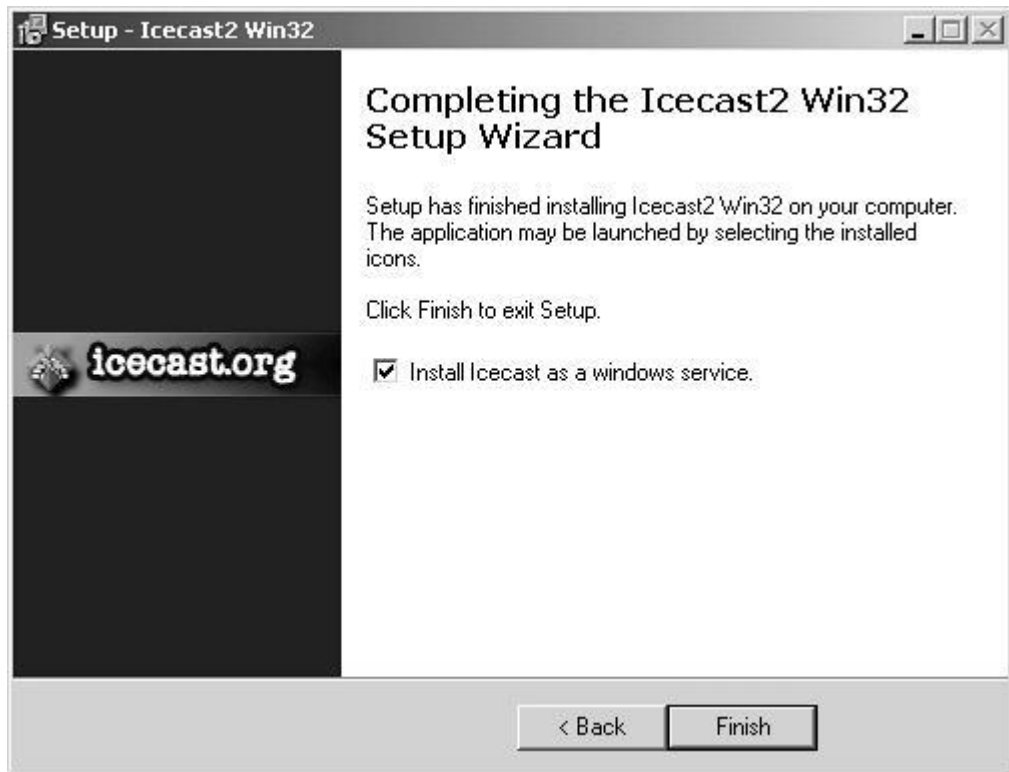 Setup - Icecast2 Win32
Completing the Icecast2 Win32
Setup Wizard
Setup has finished installing Icecast2 Win32 on your computer.
The application may be launched by selecting the installed
icons.
Click Finish to exit Setup.
icecast.org
Install Icecast as a windows service.
< Back
Finish